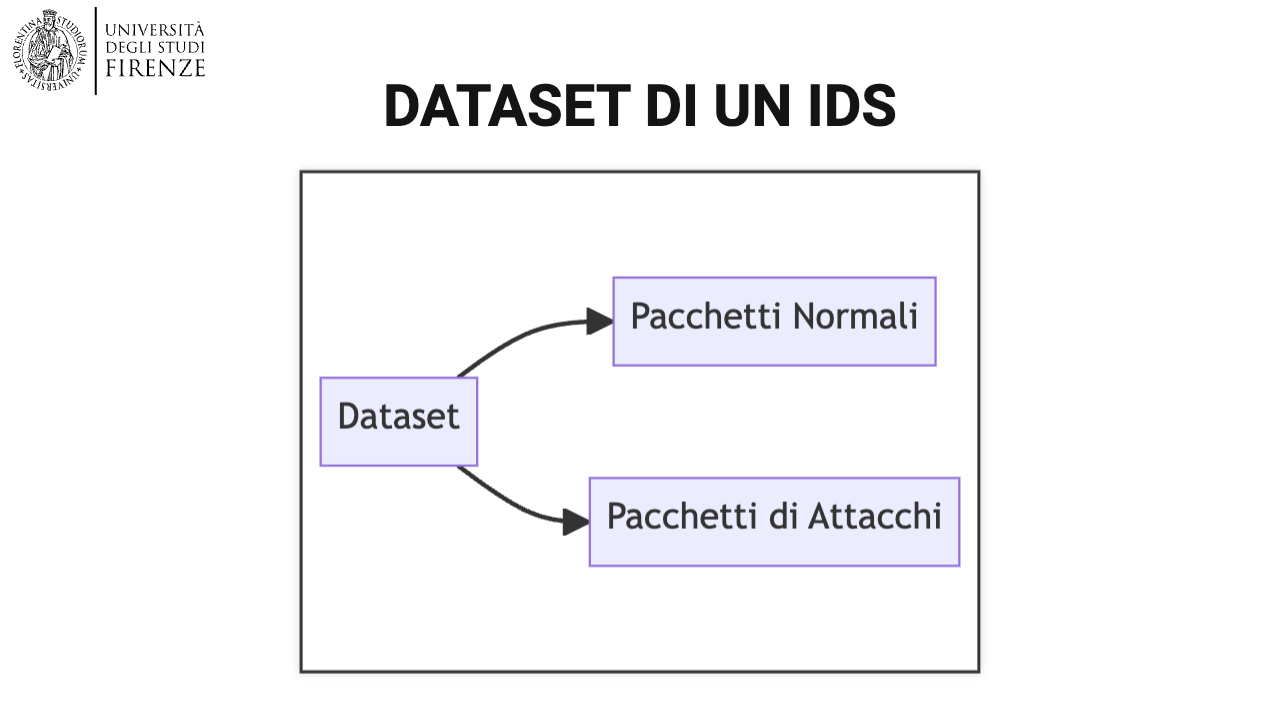 FLORENTINA STUDIORUM UNIVERSITAS
UNIVERSITÀ
DEGLI STUDI
FIRENZE
DATASET DI UN IDS
Pacchetti Normali
Dataset
Pacchetti di Attacchi